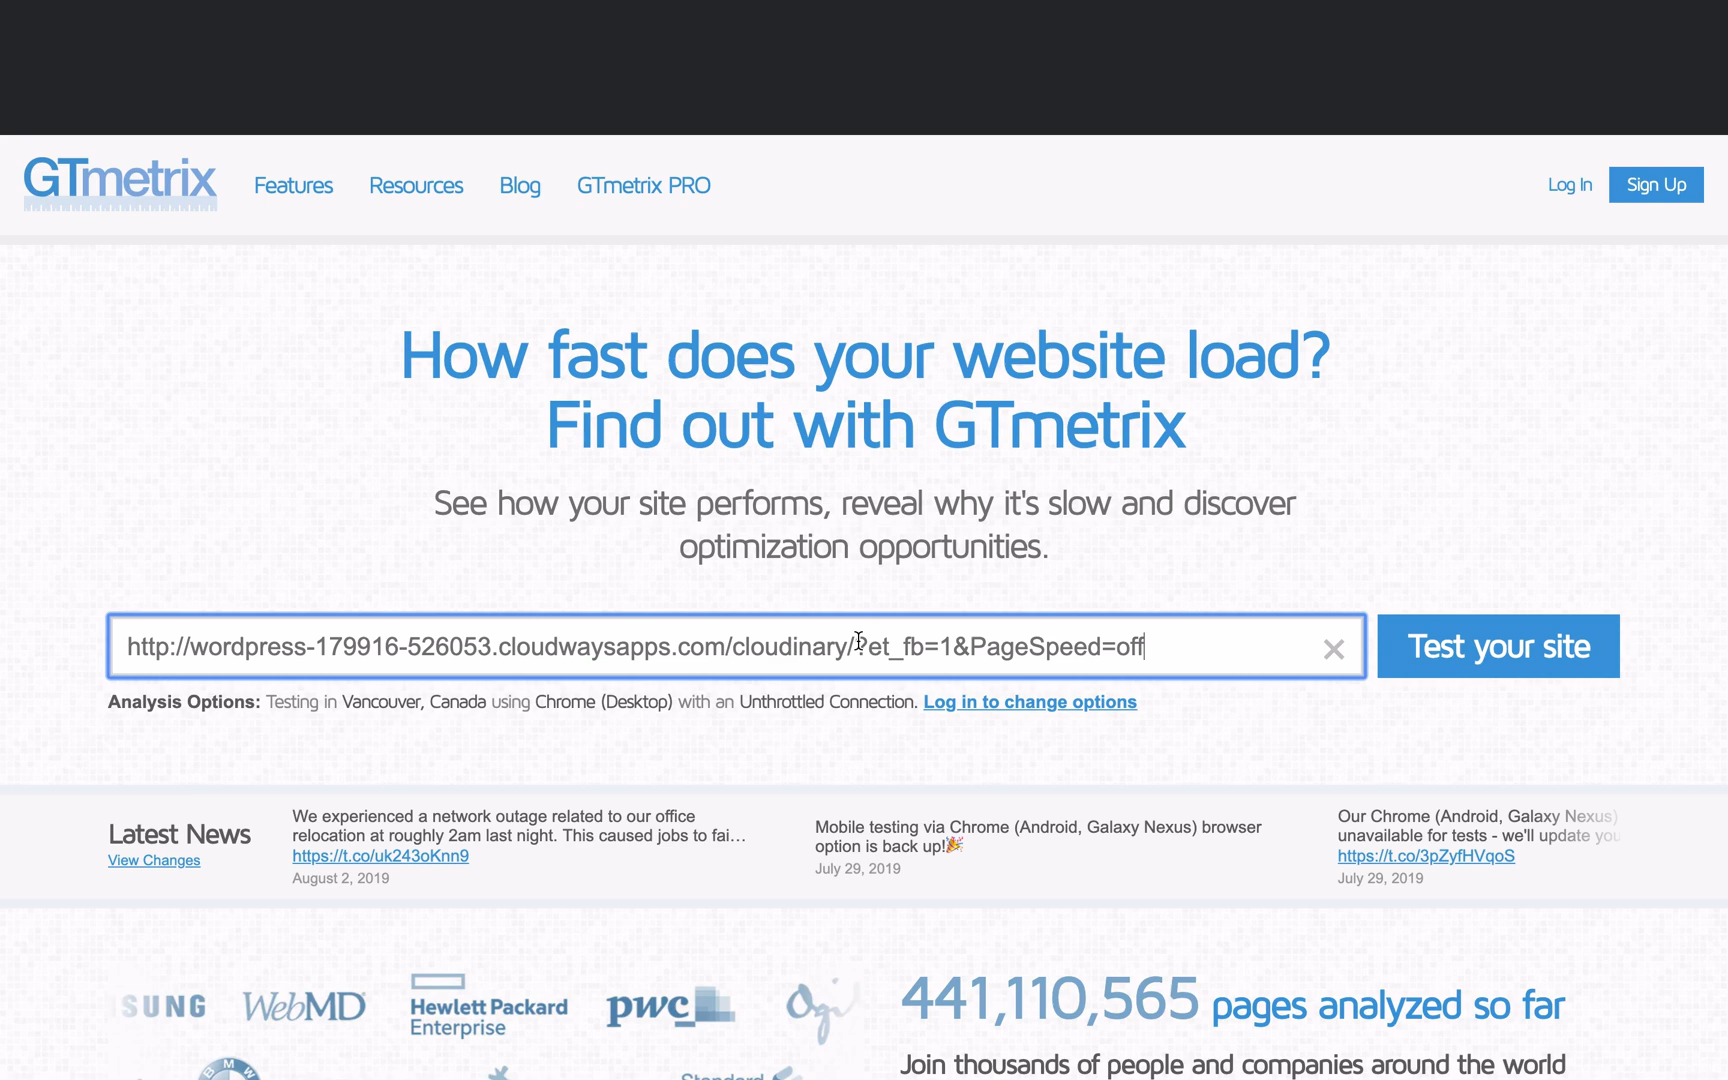 GTmetrix
Features
Resources
Blog
GTmetrix PRO
Log In
Sign Up
How fast does your website load?
Find out with GTmetrix
See how your site performs, reveal why it's slow and discover
optimization opportunities.
http://wordpress-179916-526053.cloudwaysapps.com/cloudinary/?et_fb=1&PageSpeed=off
Test your site
Analysis Options: Testing in Vancouver, Canada using Chrome (Desktop) with an Unthrottled Connection. Log in to change options
Latest News
View Changes
We experienced a network outage related to our office
relocation at roughly 2am last night. This caused jobs to fai...
https://t.co/uk243oKnn9
August 2, 2019
Mobile testing via Chrome (Android, Galaxy Nexus) browser
option is back up!🎉
July 29, 2019
Our Chrome (Android, Galaxy Nexus)
unavailable for tests - we'll update you
https://t.co/3pZyfHVqoS
July 29, 2019
SUNG
WebMD
Hewlett Packard
Enterprise
pwc
441,110,565 pages analyzed so far
Join thousands of people and companies around the world
BMW
Standard